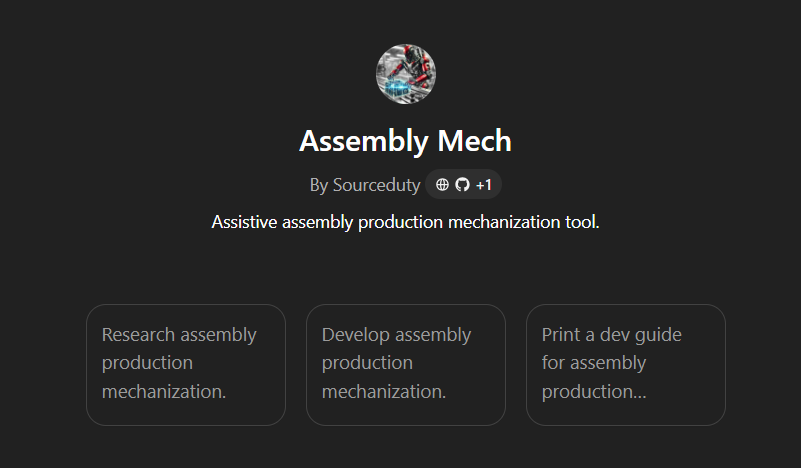 Assembly Mech
By Sourceduty +1
Assistive assembly production mechanization tool.
Research assembly
production
mechanization.
Develop assembly
production
mechanization.
Print a dev guide
for assembly
production...